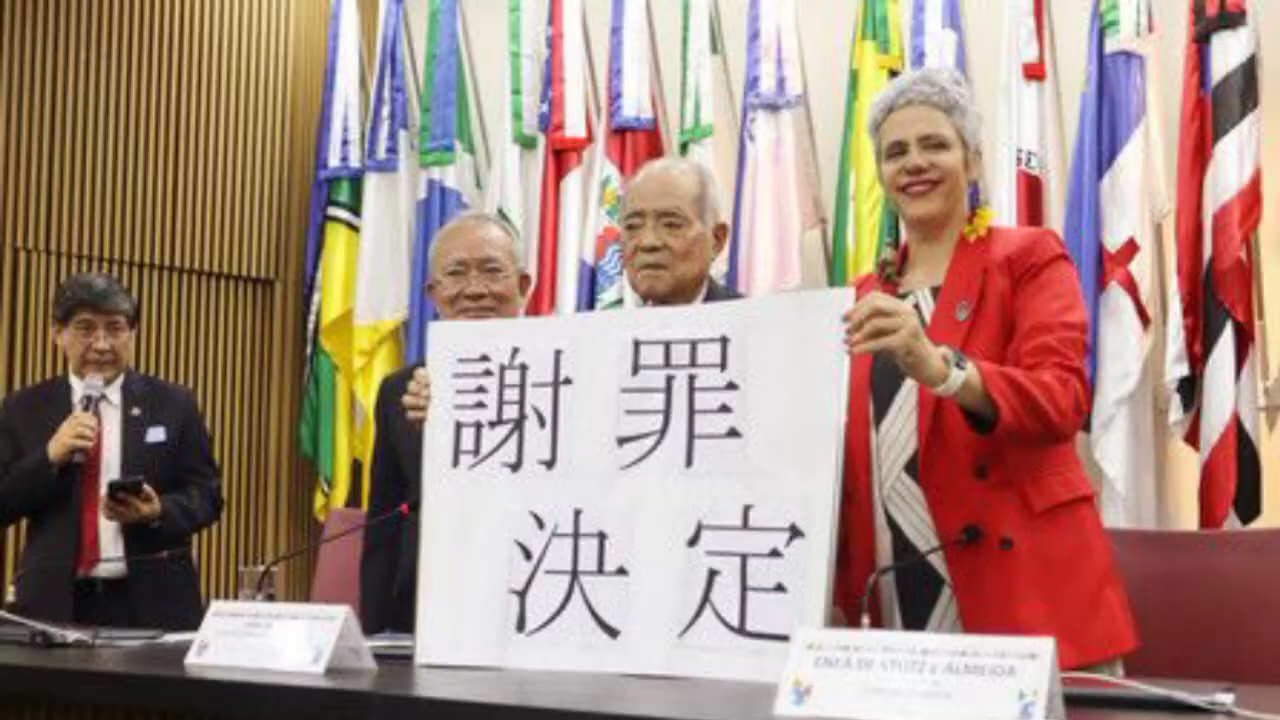 謝罪
決定
ENEÁ DE STUTZ e ALMEIDA